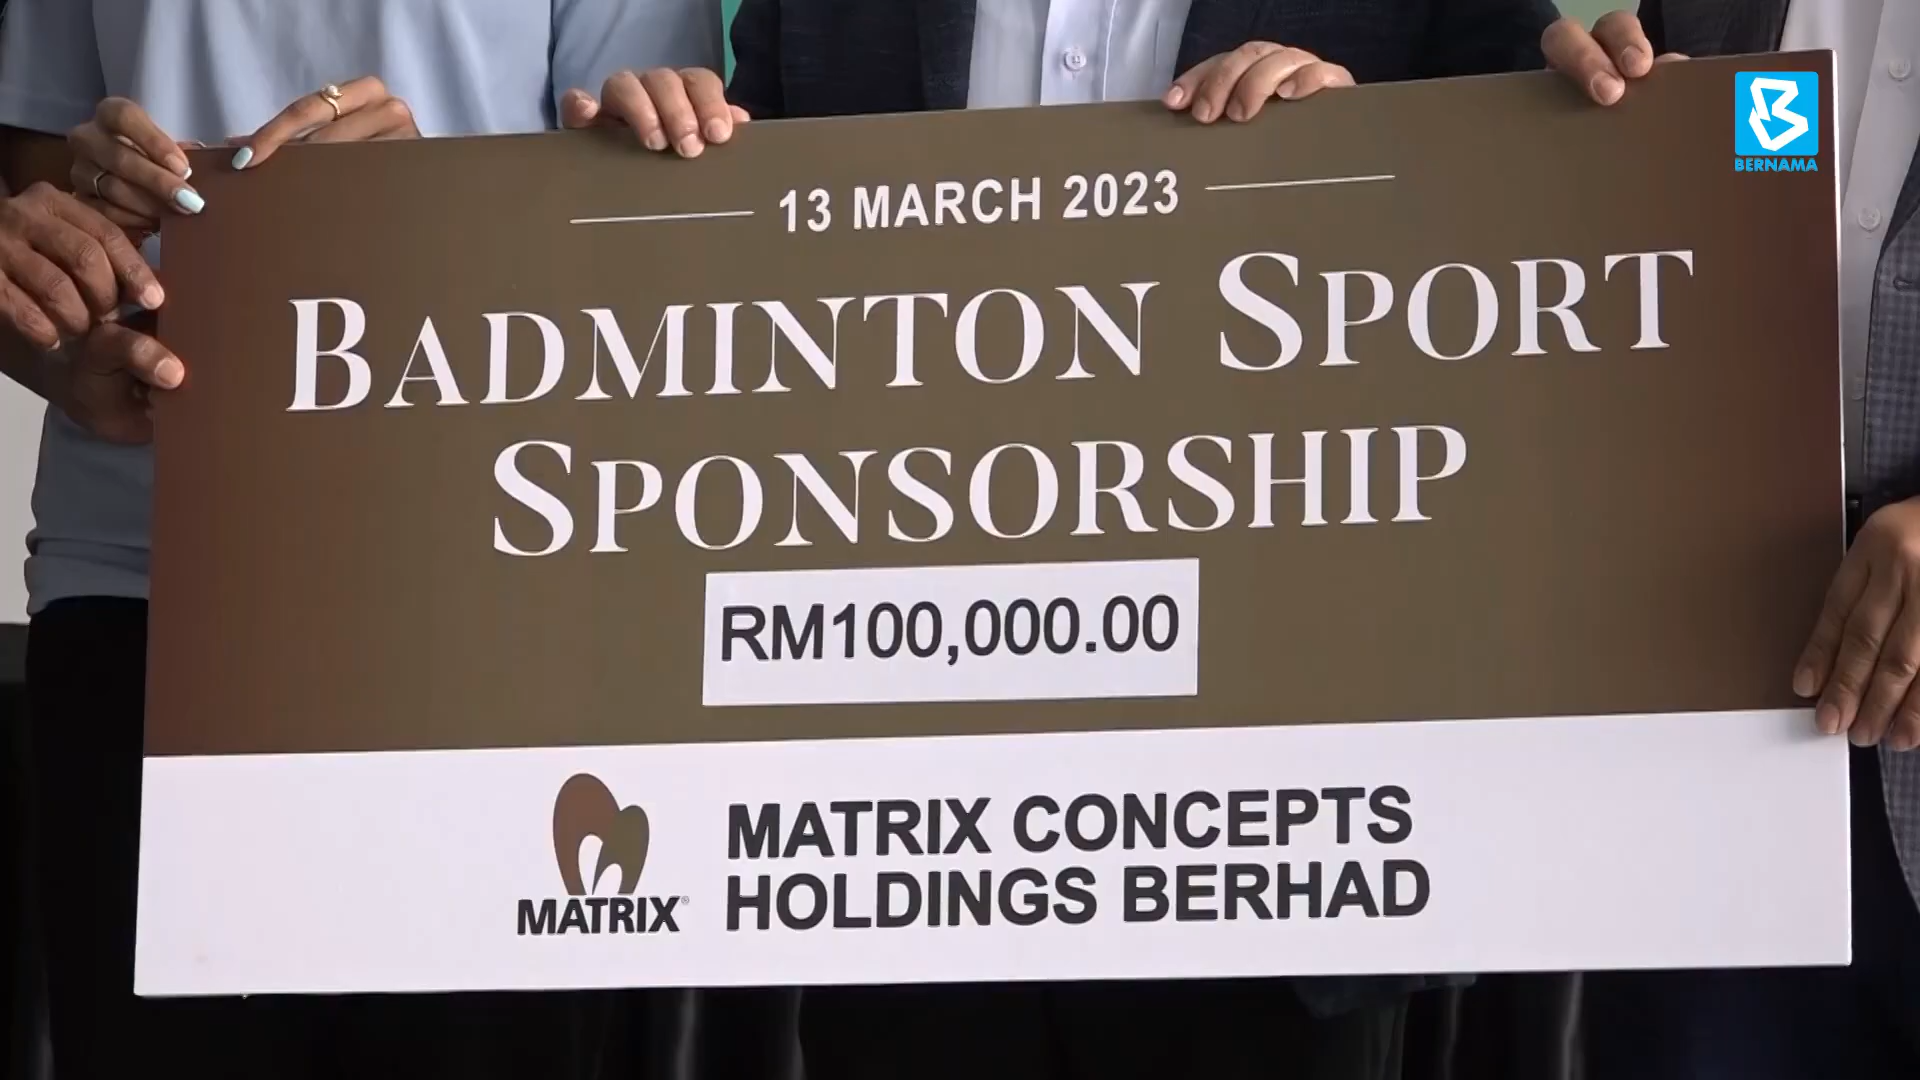 BERNAMA
13 MARCH 2023
BADMINTON SPORT
SPONSORSHIP
RM100,000.00
MATRIX®
MATRIX CONCEPTS
HOLDINGS BERHAD